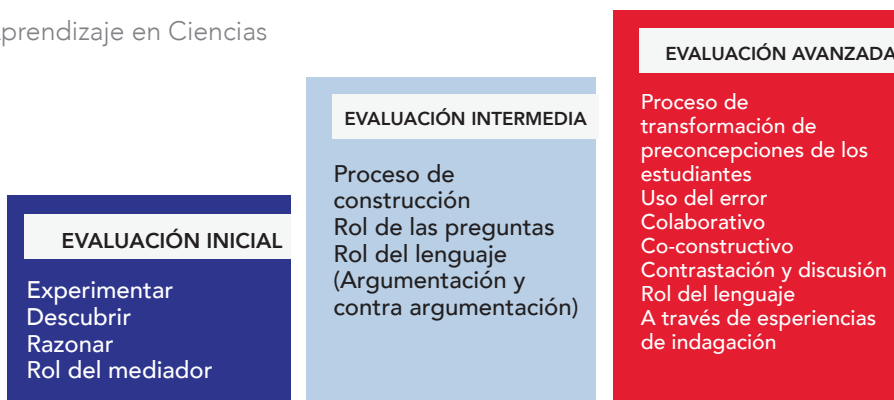 prendizaje en Ciencias
EVALUACIÓN INICIAL
Experimentar
Descubrir
Razonar
Rol del mediador
EVALUACIÓN INTERMEDIA
Proceso de
construcción
Rol de las preguntas
Rol del lenguaje
(Argumentación y
contra argumentación)
EVALUACIÓN AVANZADA
Proceso de
transformación de
preconcepciones de los
estudiantes
Uso del error
Colaborativo
Co-constructivo
Contrastación y discusión
Rol del lenguaje
A través de esperiencias
de indagación